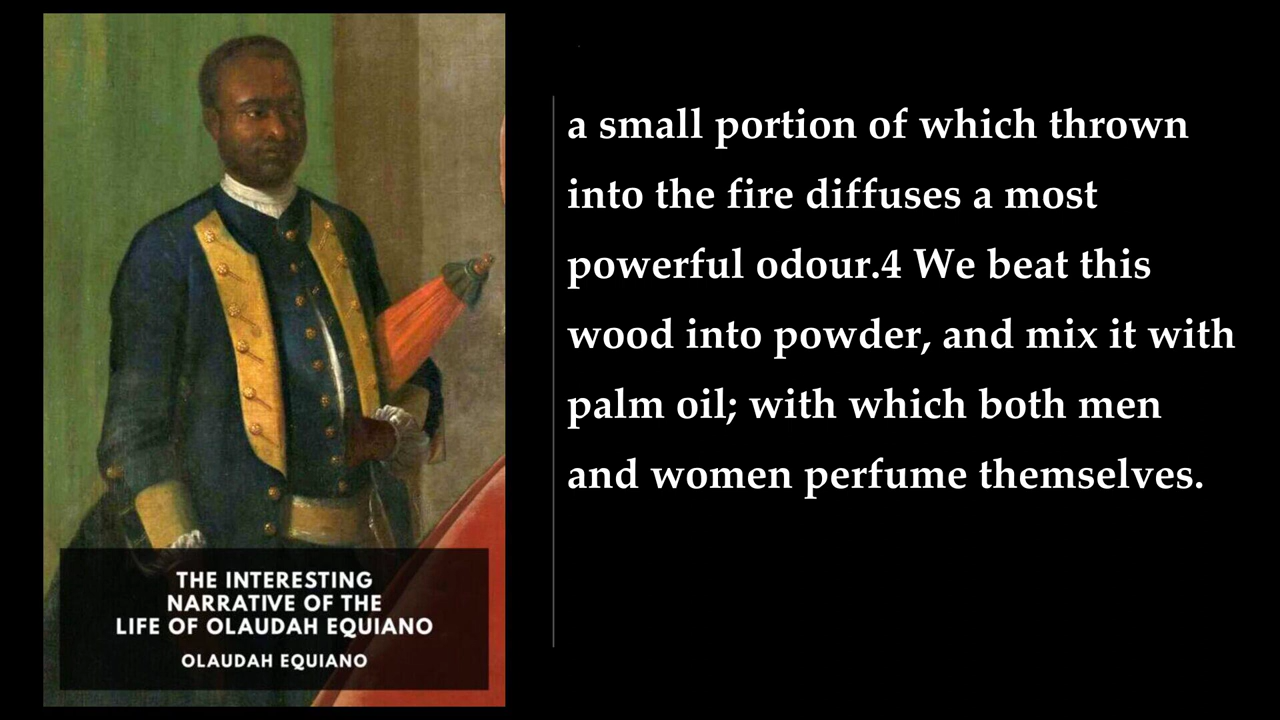 THE INTERESTING
NARRATIVE OF THE
LIFE OF OLAUDAH EQUIANO
OLAUDAH EQUIANO
a small portion of which thrown
into the fire diffuses a most
powerful odour.4 We beat this
wood into powder, and mix it with
palm oil; with which both men
and women perfume themselves.